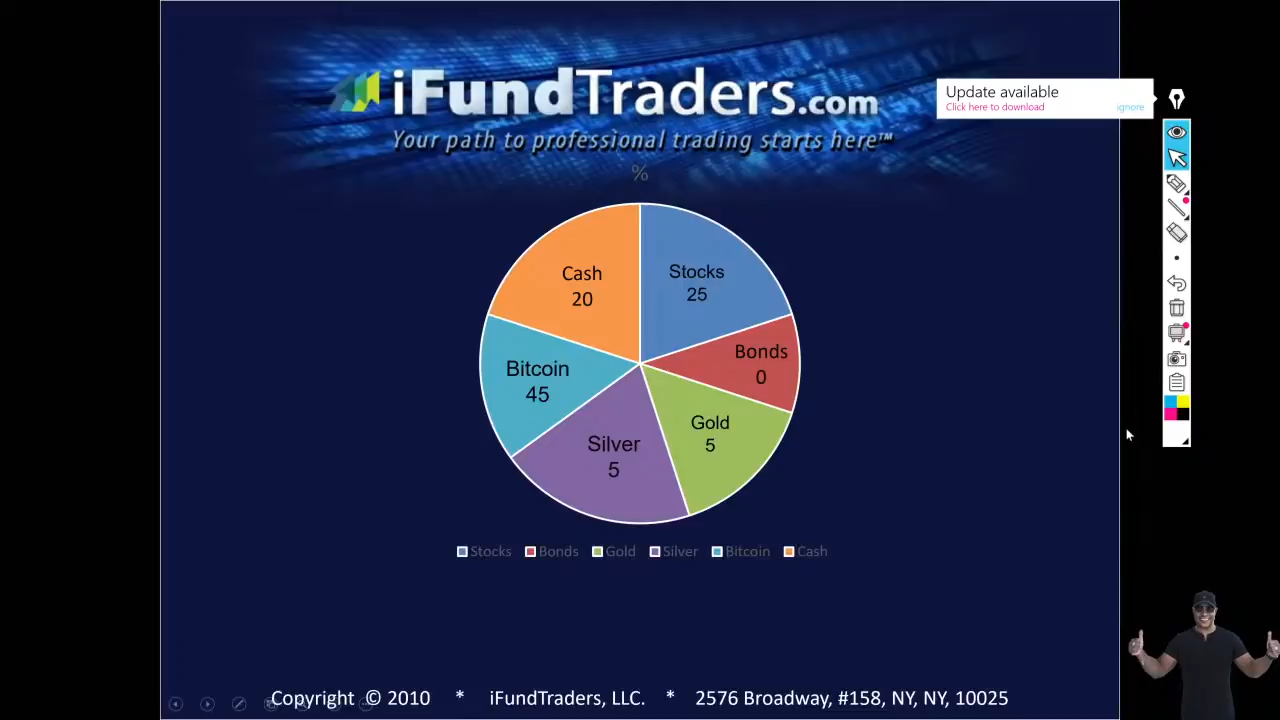 iFundTraders.com
Your path to professional trading starts here™
Update available
Click here to download
ignore
%
Cash
20
Stocks
25
Bonds
0
Bitcoin
45
Gold
5
Silver
5
Stocks Bonds Gold Silver Bitcoin Cash
Copyright © 2010 * iFundTraders, LLC. * 2576 Broadway, #158, NY, NY, 10025